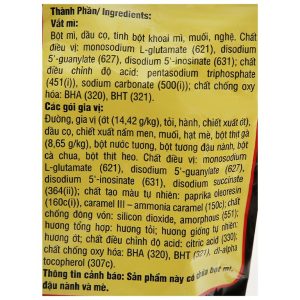 Thành Phần/ Ingredients:
Vắt mì:
Bột mì, dầu cọ, tinh bột khoai mì, muối, nghệ. Chất
điều vị: monosodium L-glutamate (621), disodium
5'-guanylate (627), disodium 5'-inosinate (631); chất
điều chỉnh độ acid: pentasodium triphosphate
(451(i)), sodium carbonate (500(i)); chất chống oxy
hóa: BHA (320), BHT (321).
Các gói gia vị:
Đường, gia vị (ớt (14,42 g/kg), tỏi, hành, chiết xuất ớt),
dầu cọ, chiết xuất nấm men, muối, hạt mè, bột thịt gà
(8,65 g/kg), bột nước tương, bột tương đậu nành, bột
cà chua, bột thịt heo. Chất điều vị: monosodium
L-glutamate (621), disodium 5'-guanylate (627),
disodium 5'-inosinate (631), disodium succinate
(364(ii)); chất tạo màu tự nhiên: paprika oleoresin
(160c(i)), caramel III – ammonia caramel (150c); chất
chống đông vón: silicon dioxide, amorphous (551);
hương tổng hợp: hương tỏi; hương giống tự nhiên:
hương ớt; chất điều chỉnh độ acid: citric acid (330);
chất chống oxy hóa: BHA (320), BHT (321), dl-alpha
tocopherol (307c).
Thông tin cảnh báo: Sản phẩm này có chứa bột mì,
đậu nành và mè.